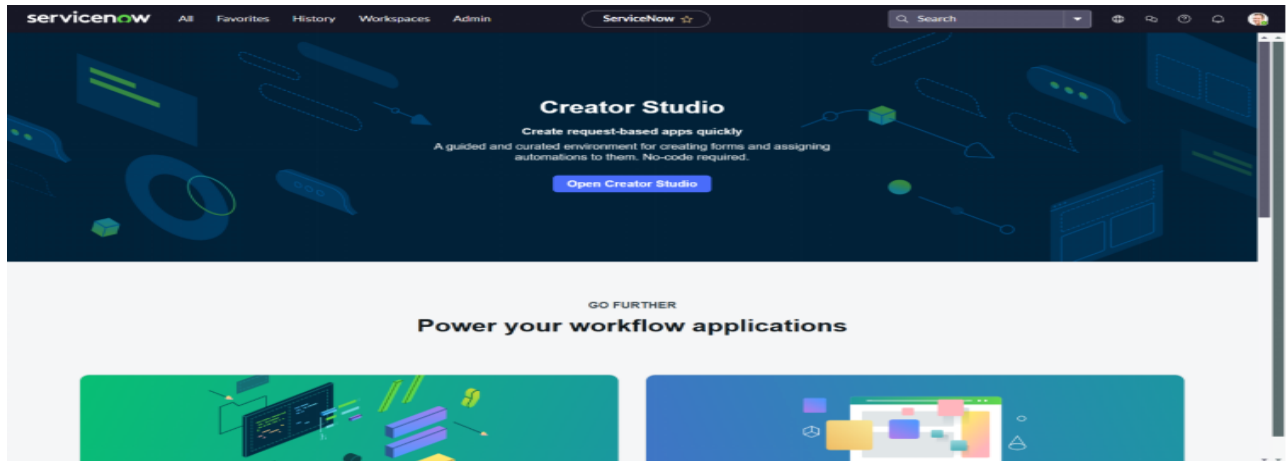 servicenow All Favorites History Workspaces Admin ServiceNow Search
Creator Studio
Create request-based apps quickly
A guided and curated environment for creating forms and assigning
automations to them. No-code required.
Open Creator Studio
GO FURTHER
Power your workflow applications